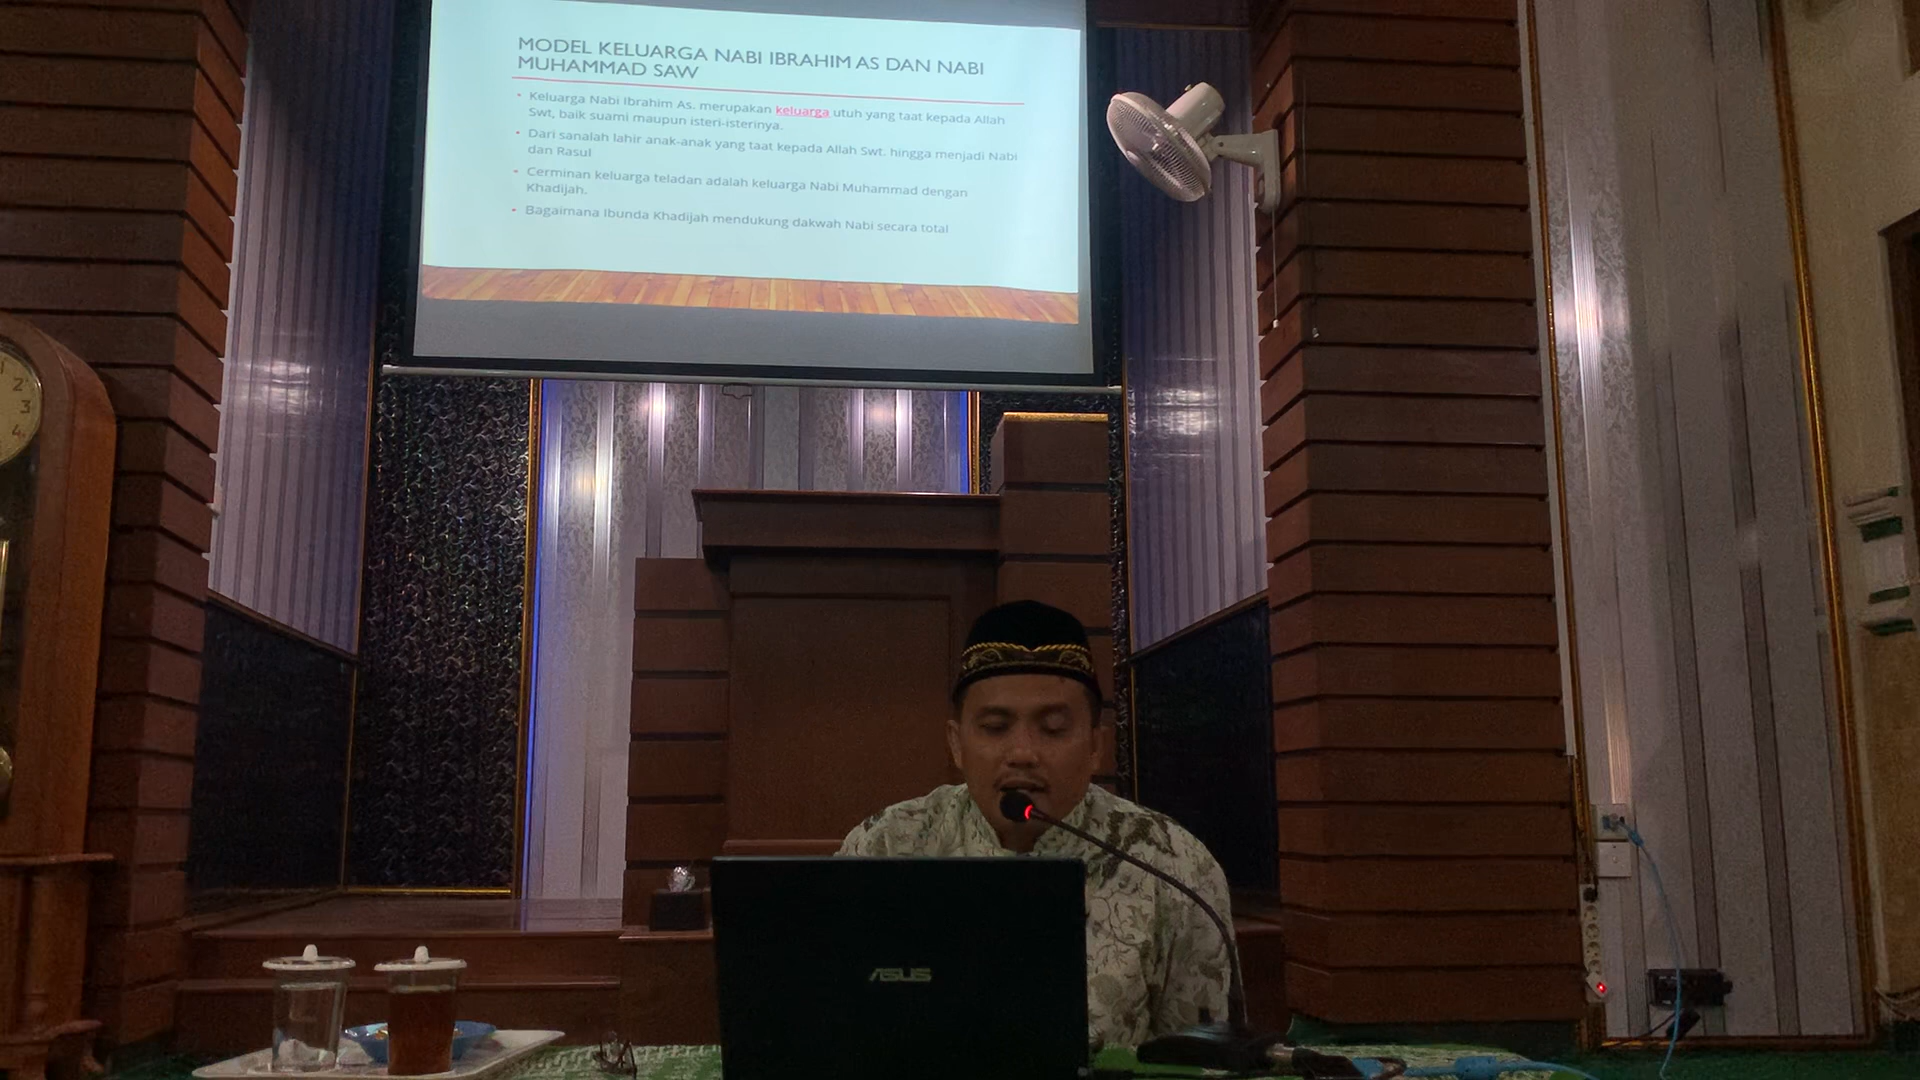 MODEL KELUARGA NABI IBRAHIM AS DAN NABI
MUHAMMAD SAW
• Keluarga Nabi Ibrahim As. merupakan keluarga utuh yang taat kepada Allah
Swt, baik suami maupun isteri-isterinya.
• Dari sanalah lahir anak-anak yang taat kepada Allah Swt. hingga menjadi Nabi
dan Rasul
• Cerminan keluarga teladan adalah keluarga Nabi Muhammad dengan
Khadijah.
• Bagaimana Ibunda Khadijah mendukung dakwah Nabi secara total
2
3
4
ASUS